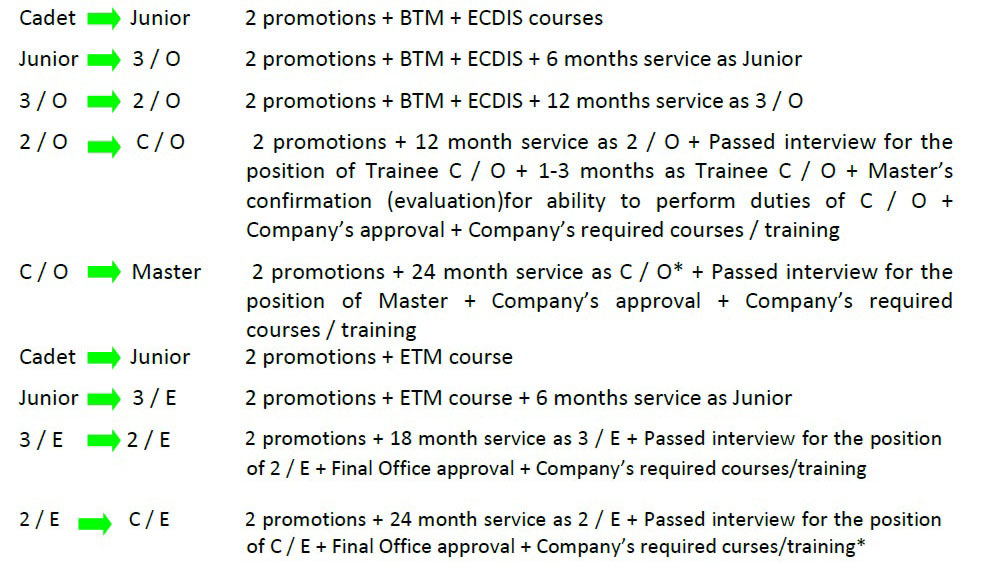 Cadet Junior 2 promotions + BTM + ECDIS courses
Junior 3 / O 2 promotions + BTM + ECDIS + 6 months service as Junior
3 / O 2 / O 2 promotions + BTM + ECDIS + 12 months service as 3 / O
2 / O C / O 2 promotions + 12 month service as 2 / O + Passed interview for the
position of Trainee C / O + 1-3 months as Trainee C / O + Master’s
confirmation (evaluation)for ability to perform duties of C / O +
Company’s approval + Company’s required courses / training
C / O Master 2 promotions + 24 month service as C / O* + Passed interview for the
position of Master + Company’s approval + Company’s required
courses / training
Cadet Junior 2 promotions + ETM course
Junior 3 / E 2 promotions + ETM course + 6 months service as Junior
3 / E 2 / E 2 promotions + 18 month service as 3 / E + Passed interview for the position
of 2 / E + Final Office approval + Company’s required courses/training
2 / E C / E 2 promotions + 24 month service as 2 / E + Passed interview for the position
of C / E + Final Office approval + Company’s required curses/training*